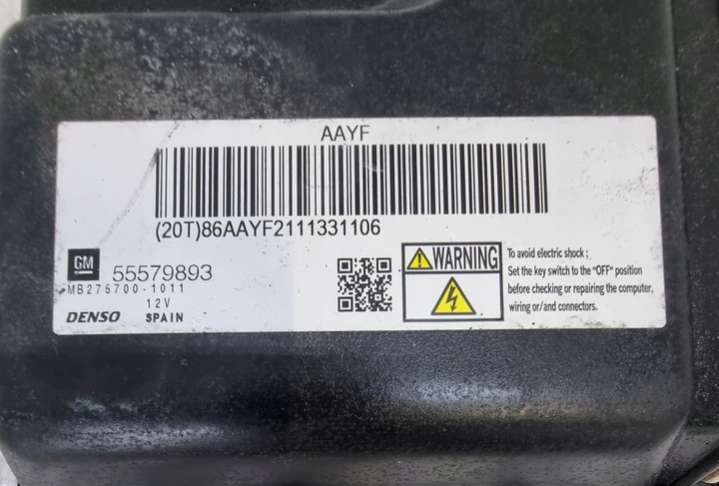 AAYF
(20T)86AAYF2111331106
GM
55579893
MB275700-1011
12V
DENSO SPAIN
WARNING
To avoid electric shock ;
Set the key switch to the "OFF" position
before checking or repairing the computer,
wiring or/and connectors.